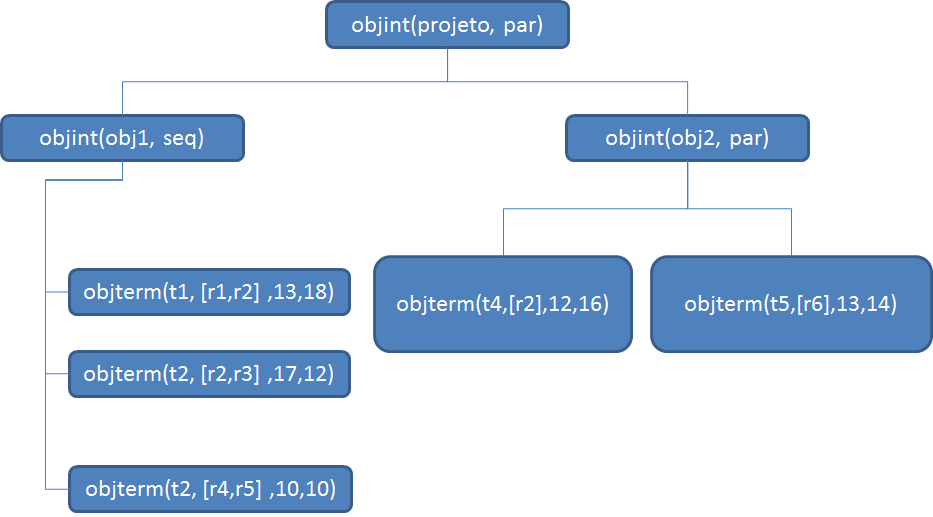 objint(projeto, par)
objint(obj1, seq)
objint(obj2, par)
objterm(t1, [r1,r2] ,13,18)
objterm(t2, [r2,r3] ,17,12)
objterm(t2, [r4,r5] ,10,10)
objterm(t4,[r2],12,16)
objterm(t5,[r6],13,14)